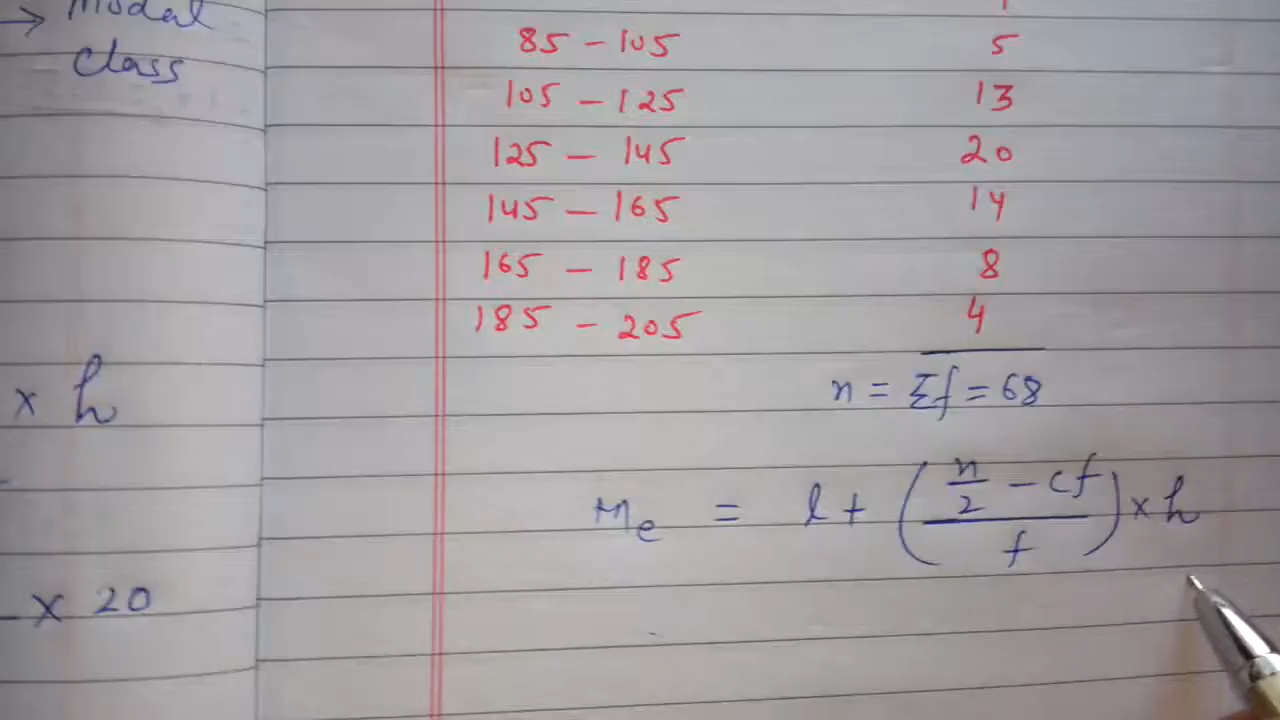 → Modal
class
85 - 105 5
105 - 125 13
125 - 145 20
145 - 165 14
165 - 185 8
185 - 205 4
n = Σf = 68
x h
Me = l + ( (n/2 - cf) / f ) x h
x 20